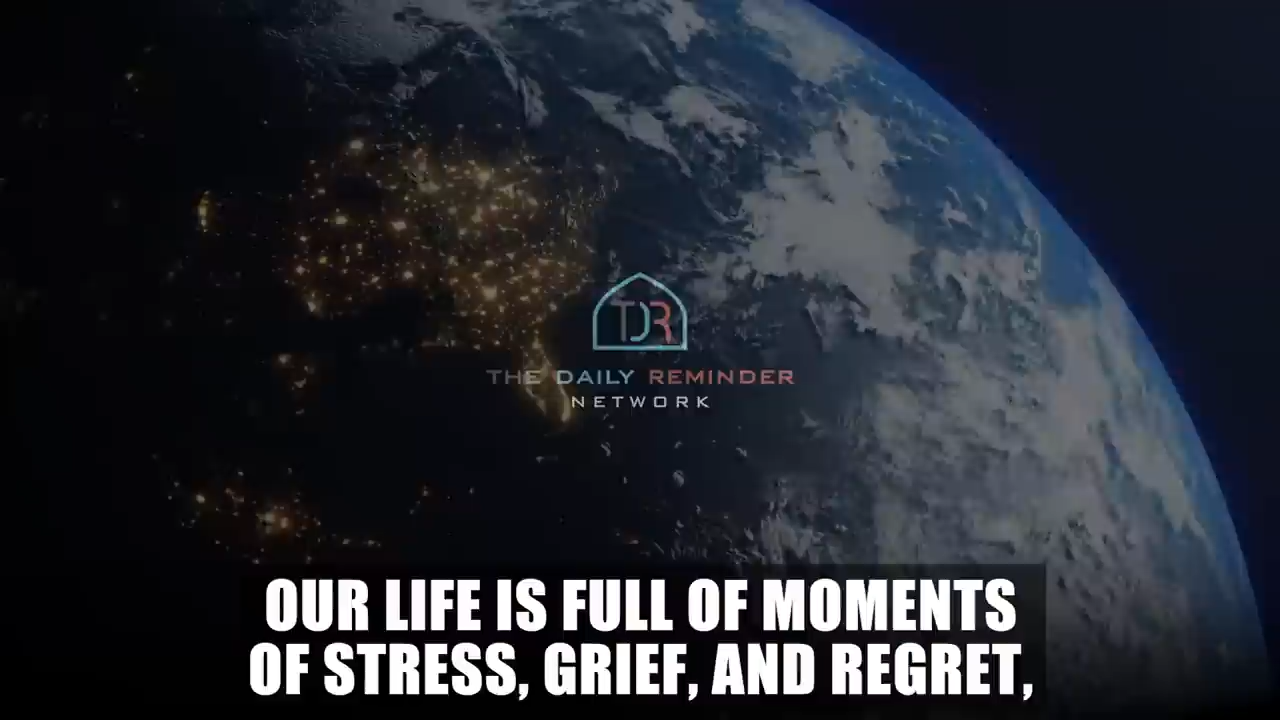 TDR
THE DAILY REMINDER
NETWORK
OUR LIFE IS FULL OF MOMENTS
OF STRESS, GRIEF, AND REGRET,